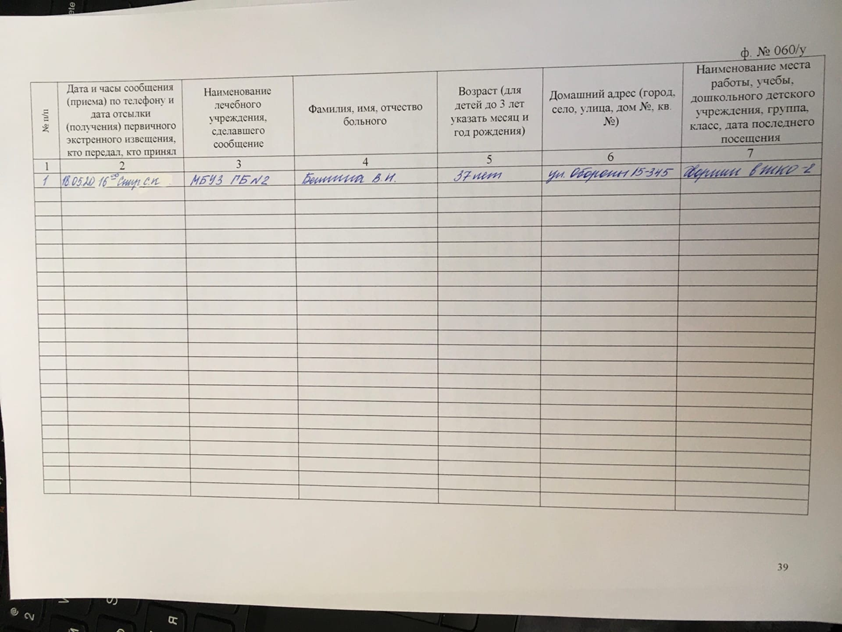 ф. № 060/у
№ п/п
Дата и часы сообщения
(приема) по телефону и
дата отсылки
(получения) первичного
экстренного извещения,
кто передал, кто принял
Наименование
лечебного
учреждения,
сделавшего
сообщение
Фамилия, имя, отчество
больного
Возраст (для
детей до 3 лет
указать месяц и
год рождения)
Домашний адрес (город,
село, улица, дом №, кв.
№)
Наименование места
работы, учебы,
дошкольного детского
учреждения, группа,
класс, дата последнего
посещения
1 2 3 4 5 6 7
1 МБУЗ ГБ №2 В.И. 37 лет ул. Обороны 15-345
39